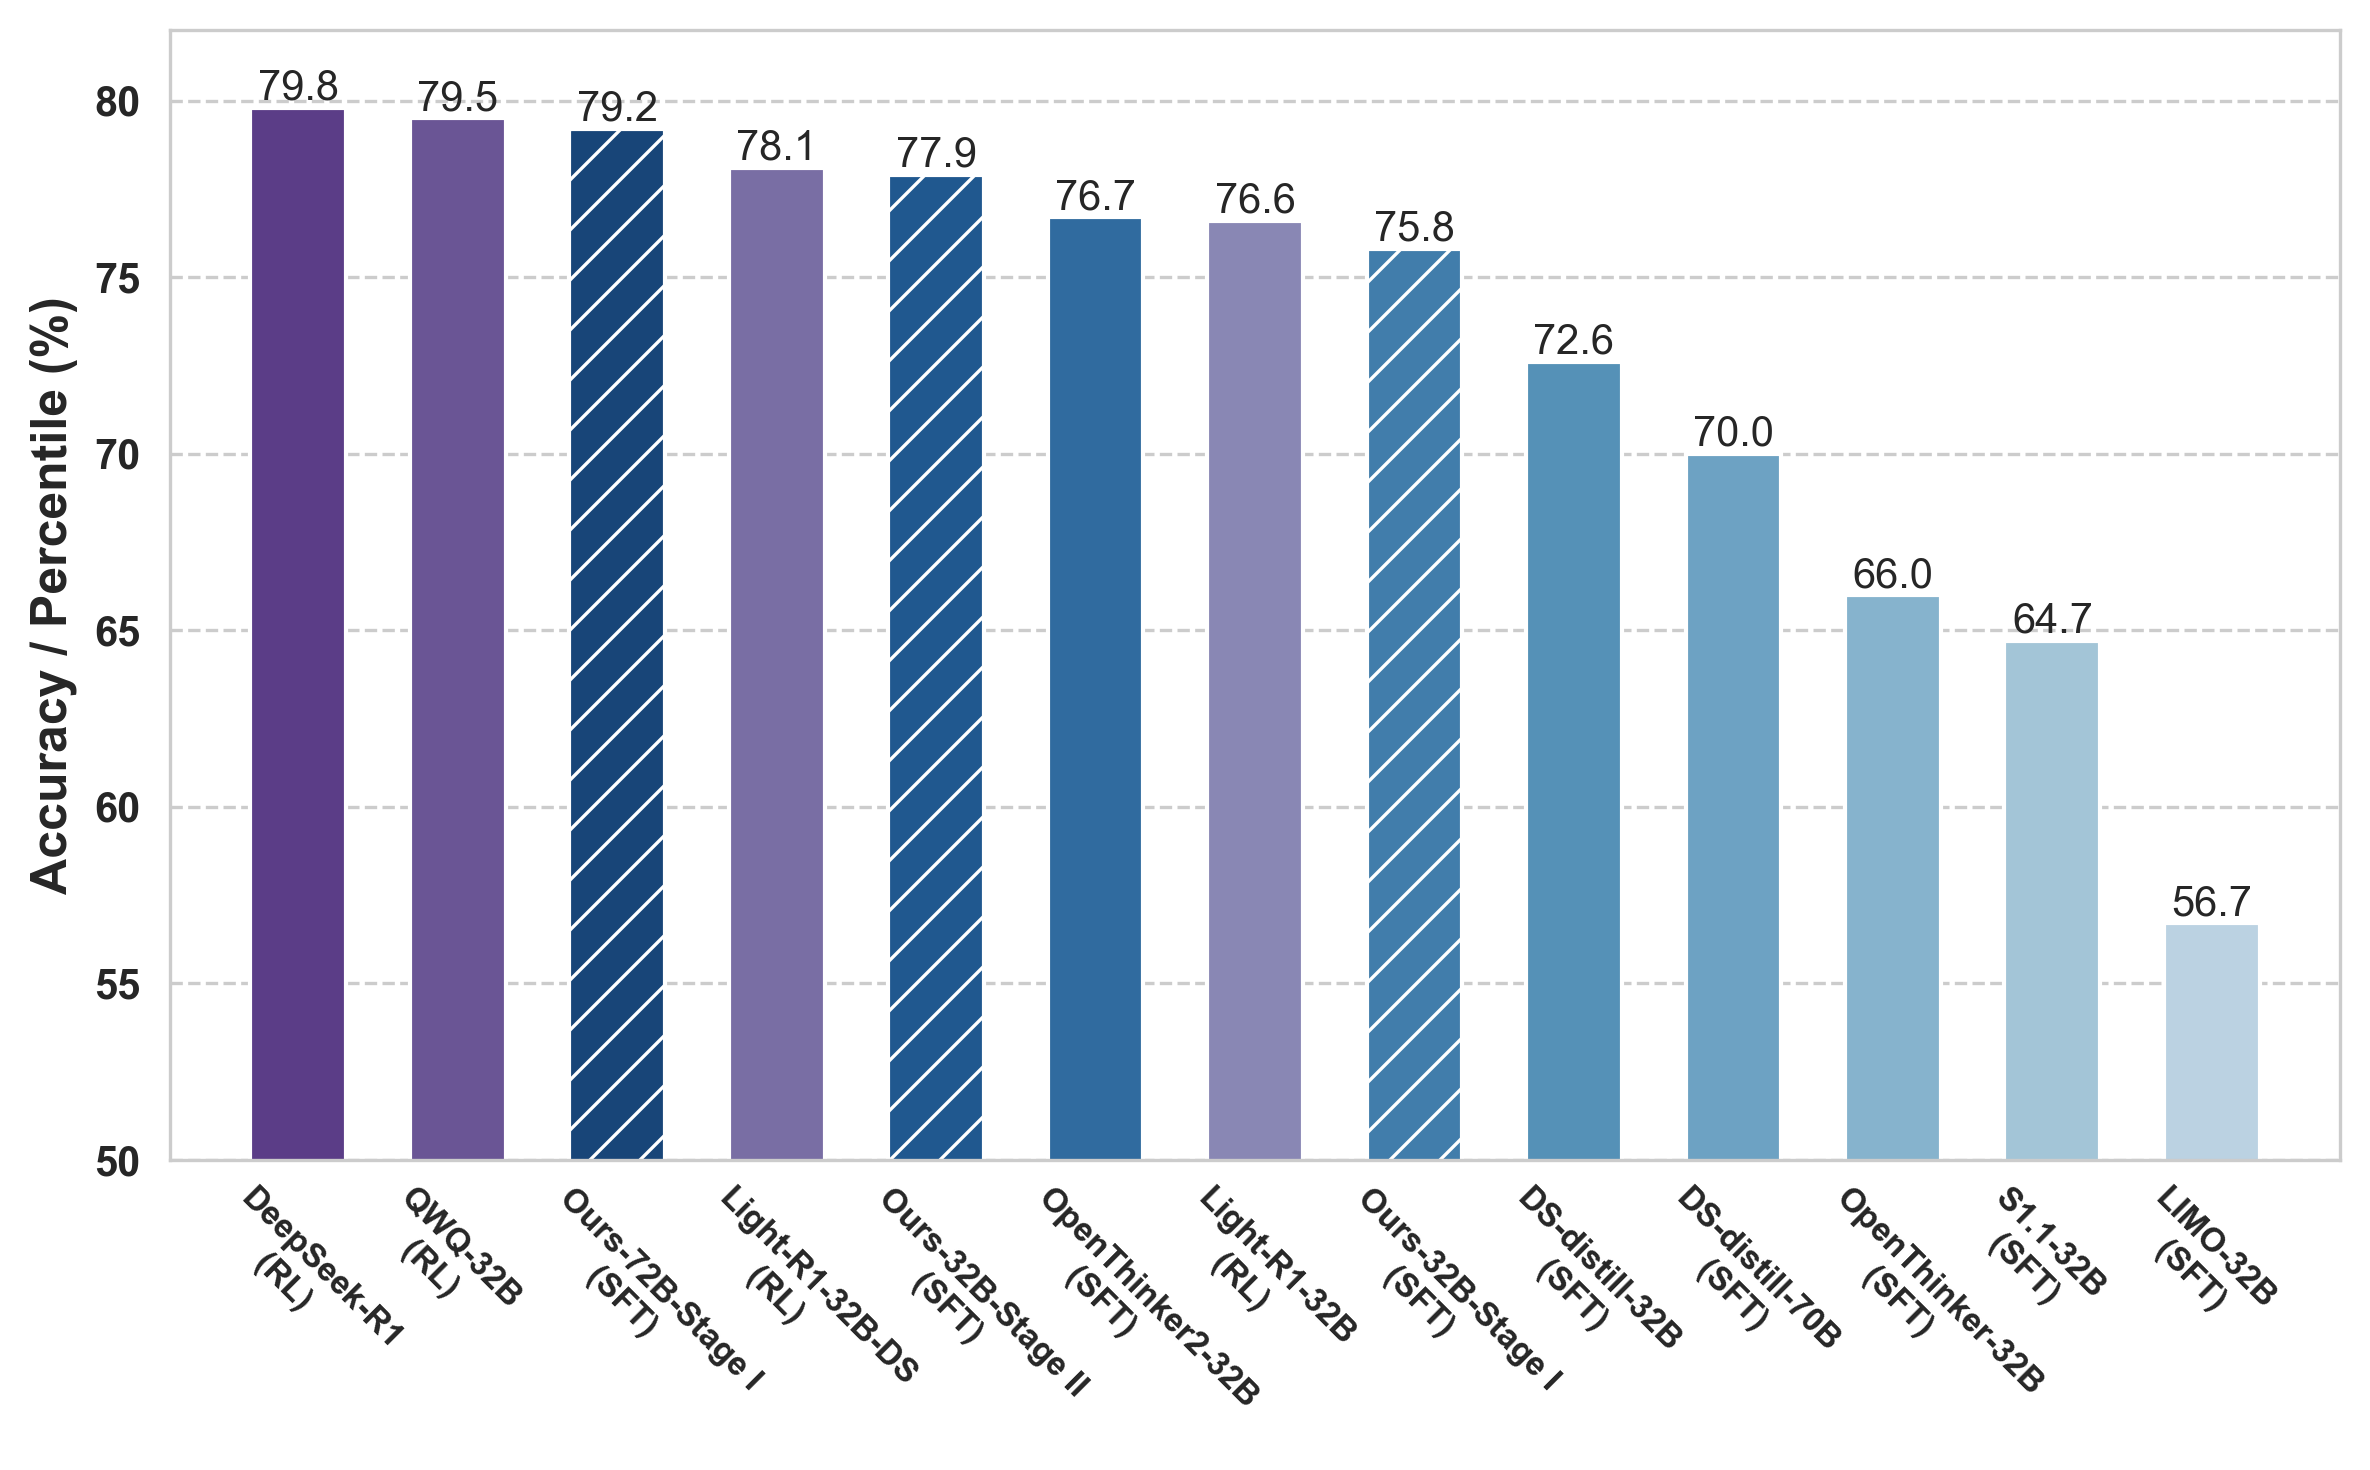 Accuracy / Percentile (%)
80
75
70
65
60
55
50
79.8
79.5
79.2
78.1
77.9
76.7
76.6
75.8
72.6
70.0
66.0
64.7
56.7
DeepSeek-R1
(RL)
QWQ-32B
(RL)
Ours-72B-Stage I
(SFT)
Light-R1-32B-DS
(RL)
Ours-32B-Stage II
(SFT)
OpenThinker2-32B
(SFT)
Light-R1-32B
(RL)
Ours-32B-Stage I
(SFT)
DS-distill-32B
(SFT)
DS-distill-70B
(SFT)
OpenThinker-32B
(SFT)
S1.1-32B
(SFT)
LIMO-32B
(SFT)